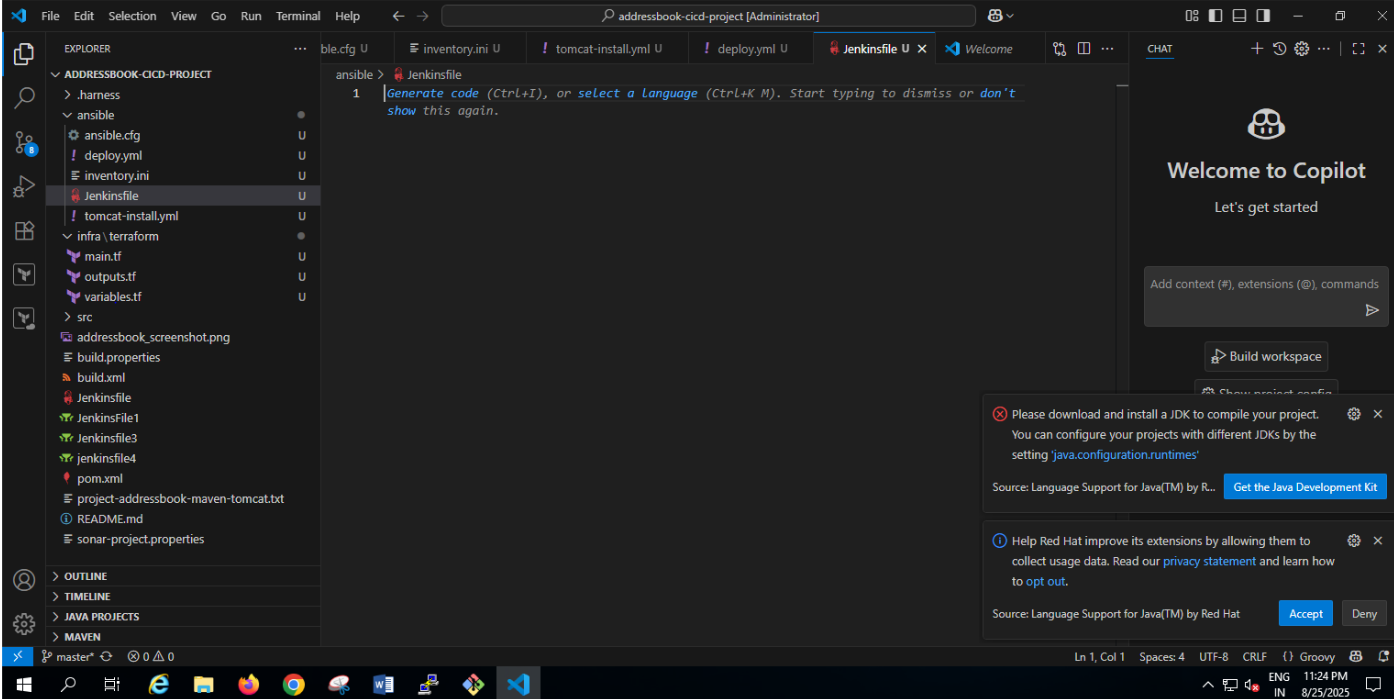 File Edit Selection View Go Run Terminal Help
addressbook-cicd-project [Administrator]
EXPLORER
ADDRESSBOOK-CICD-PROJECT
.harness
ansible
ansible.cfg U
deploy.yml U
inventory.ini U
Jenkinsfile U
tomcat-install.yml U
infra\terraform
main.tf U
outputs.tf U
variables.tf U
src
addressbook_screenshot.png
build.properties
build.xml
Jenkinsfile
JenkinsFile1
Jenkinsfile3
jenkinsfile4
pom.xml
project-addressbook-maven-tomcat.txt
README.md
sonar-project.properties
OUTLINE
TIMELINE
JAVA PROJECTS
MAVEN
8
ble.cfg U inventory.ini U tomcat-install.yml U deploy.yml U Jenkinsfile U Welcome
ansible > Jenkinsfile
1 Generate code (Ctrl+I), or select a language (Ctrl+K M). Start typing to dismiss or don't
show this again.
CHAT
Welcome to Copilot
Let's get started
Add context (#), extensions (@), commands
Build workspace
Show project config
Please download and install a JDK to compile your project.
You can configure your projects with different JDKs by the
setting 'java.configuration.runtimes'
Source: Language Support for Java(TM) by R...
Get the Java Development Kit
Help Red Hat improve its extensions by allowing them to
collect usage data. Read our privacy statement and learn how
to opt out.
Source: Language Support for Java(TM) by Red Hat
Accept
Deny
master* 0 0
Ln 1, Col 1 Spaces: 4 UTF-8 CRLF {} Groovy
ENG
IN
11:24 PM
8/25/2025